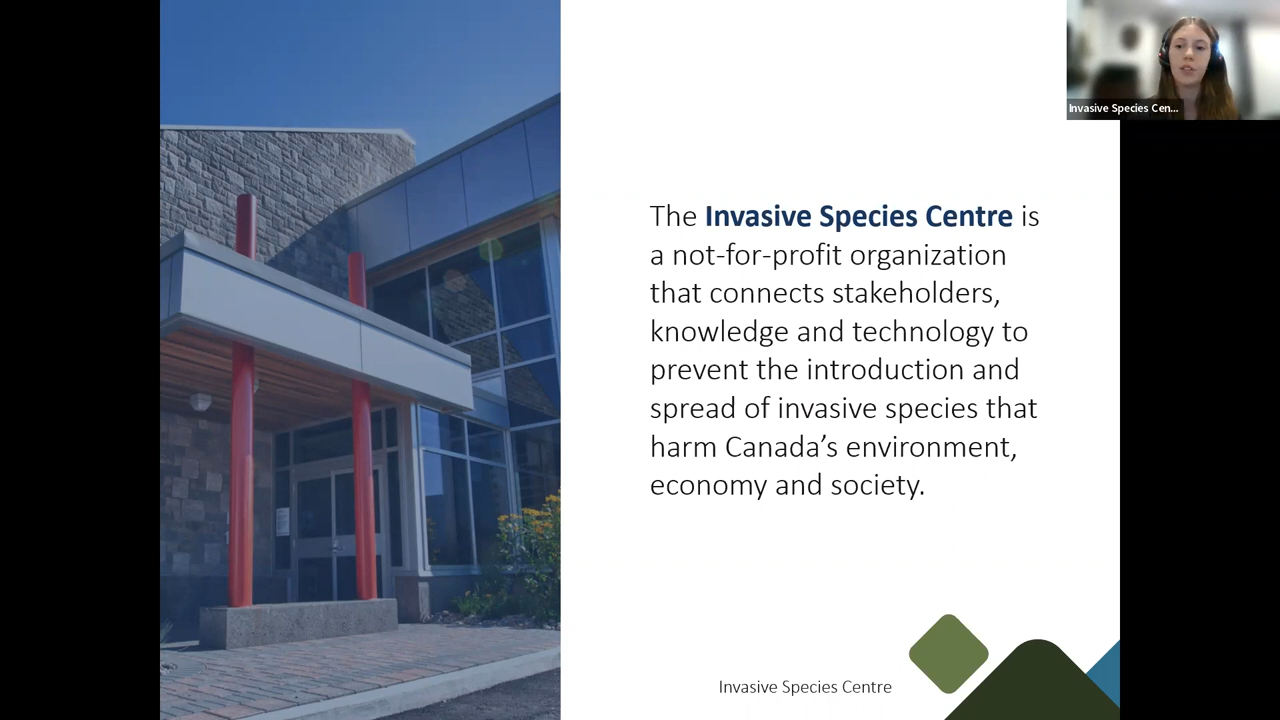 Invasive Species Cen...
The Invasive Species Centre is
a not-for-profit organization
that connects stakeholders,
knowledge and technology to
prevent the introduction and
spread of invasive species that
harm Canada’s environment,
economy and society.
Invasive Species Centre